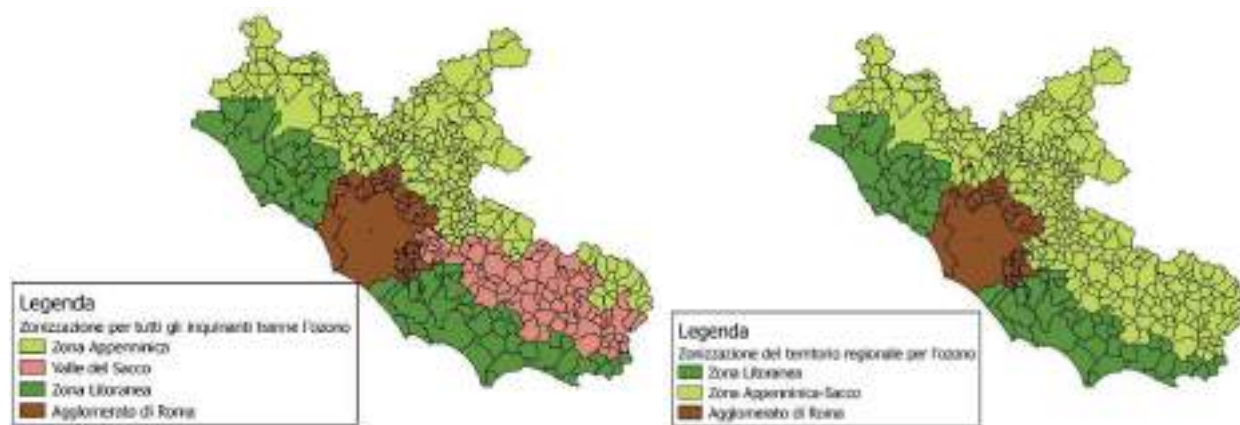 Legenda
Zonizzazione per tutti gli inquinanti tranne l'ozono
Zona Appenninica
Valle del Sacco
Zona Litoranea
Agglomerato di Roma
Legenda
Zonizzazione del territorio regionale per l'ozono
Zona Litoranea
Zona Appenninica-Sacco
Agglomerato di Roma